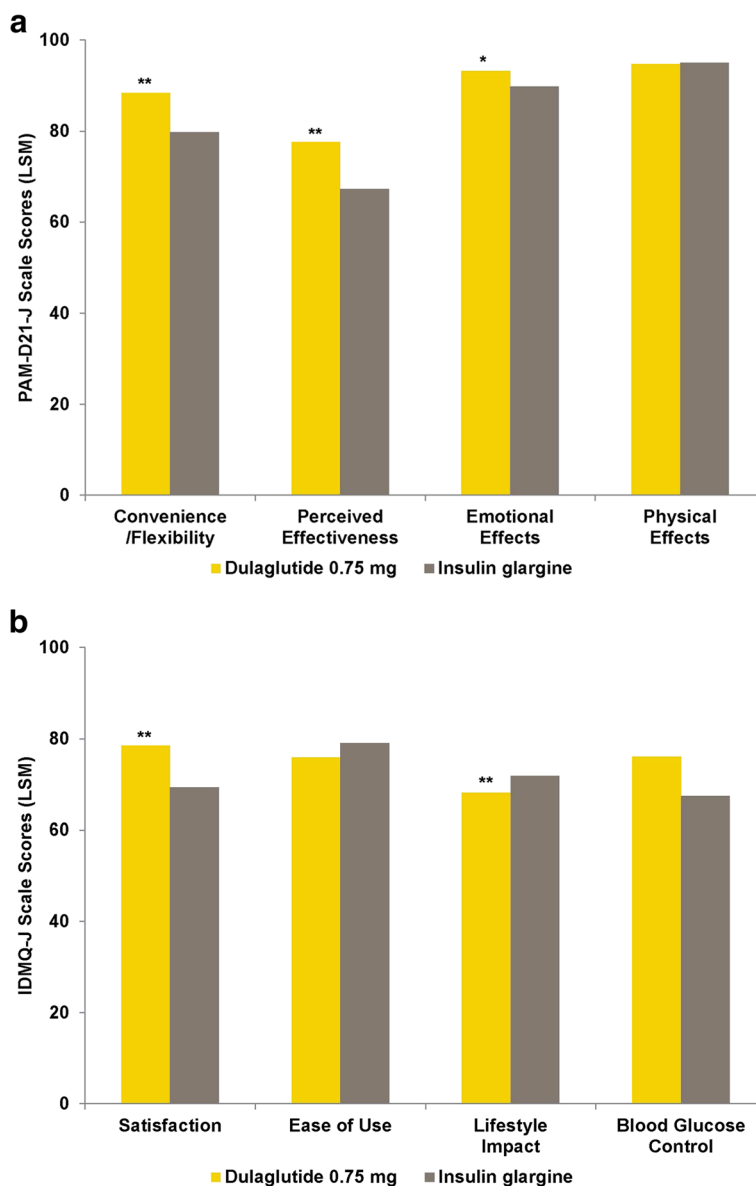 a
PAM-D21-J Scale Scores (LSM)
100
80
60
40
20
0
**
**
*
Convenience
/Flexibility
Perceived
Effectiveness
Emotional
Effects
Physical
Effects
Dulaglutide 0.75 mg
Insulin glargine
b
IDMQ-J Scale Scores (LSM)
100
80
60
40
20
0
**
**
Satisfaction
Ease of Use
Lifestyle
Impact
Blood Glucose
Control
Dulaglutide 0.75 mg
Insulin glargine